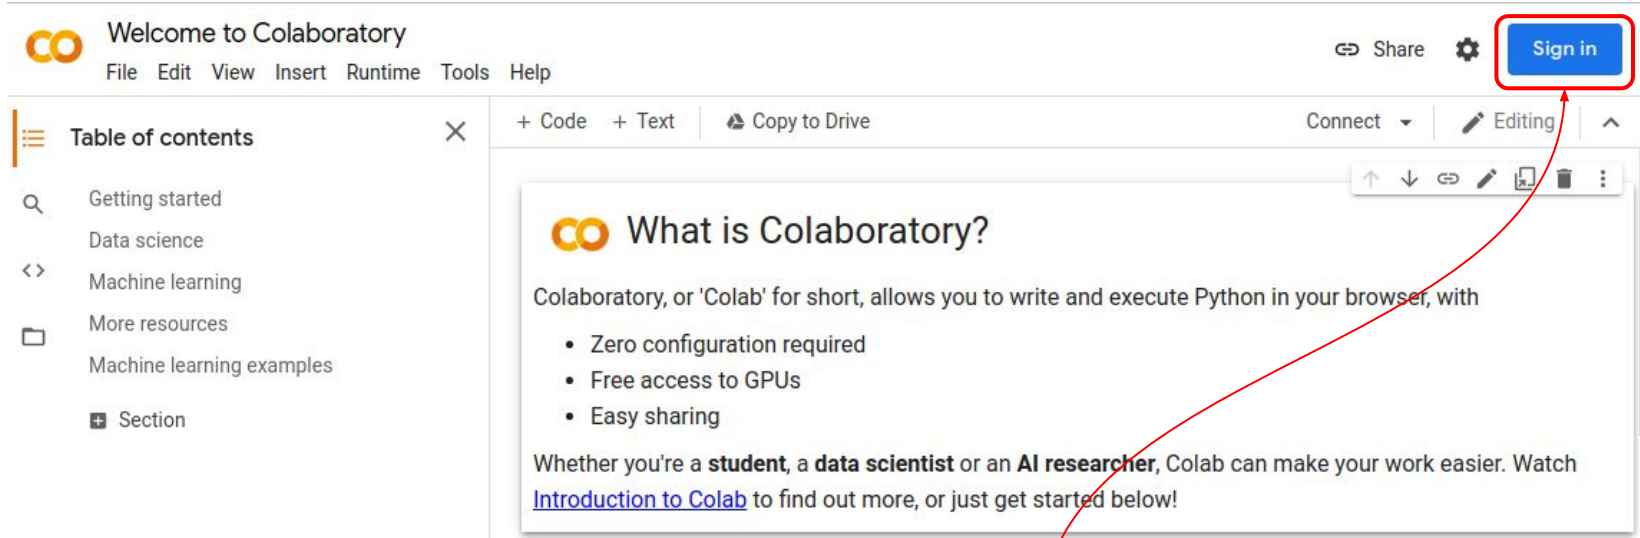 Welcome to Colaboratory
File Edit View Insert Runtime Tools Help
Share
Sign in
Table of contents
Getting started
Data science
Machine learning
More resources
Machine learning examples
Section
+ Code + Text Copy to Drive
Connect Editing
What is Colaboratory?
Colaboratory, or 'Colab' for short, allows you to write and execute Python in your browser, with
• Zero configuration required
• Free access to GPUs
• Easy sharing
Whether you're a student, a data scientist or an AI researcher, Colab can make your work easier. Watch
Introduction to Colab to find out more, or just get started below!